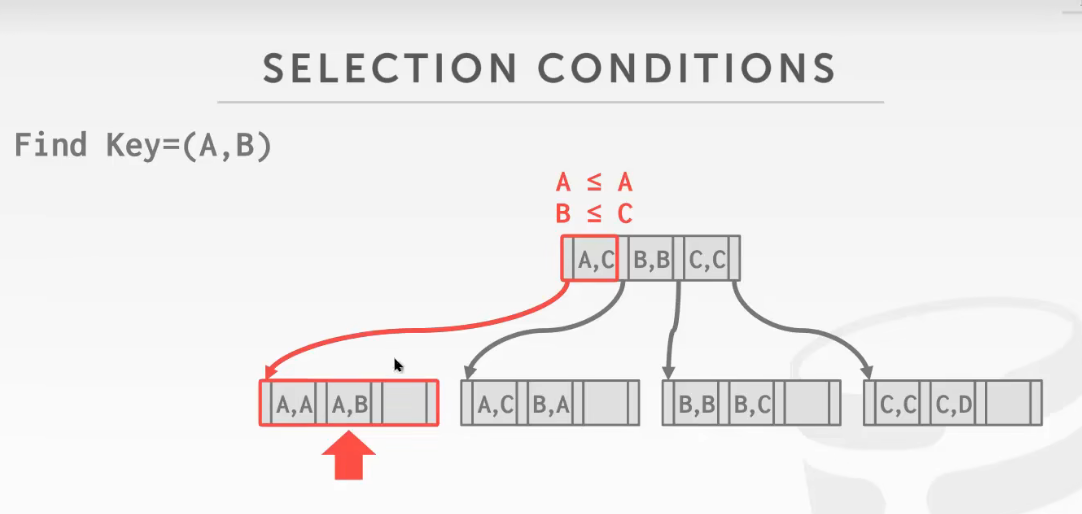 SELECTION CONDITIONS
Find Key=(A,B)
A ≤ A
B ≤ C
A,C B,B C,C
A,A A,B A,C B,A B,B B,C C,C C,D